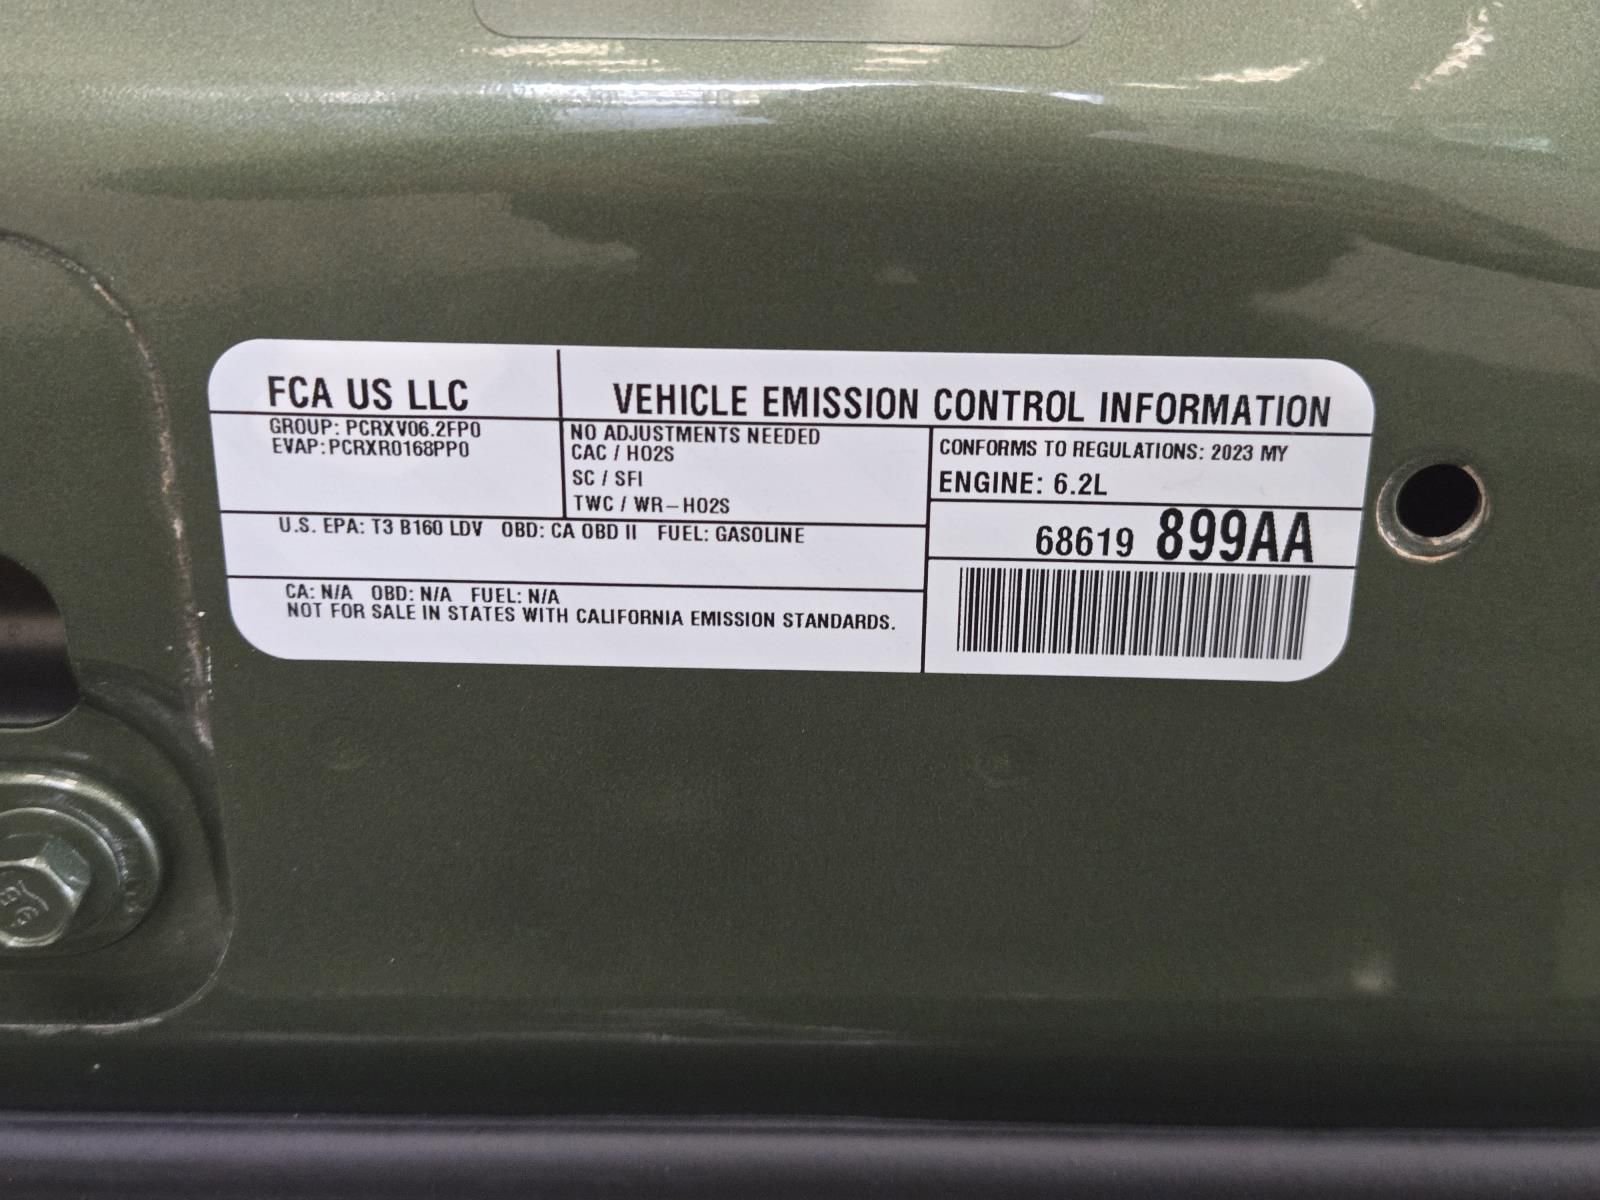 FCA US LLC
VEHICLE EMISSION CONTROL INFORMATION
GROUP: PCRXV06.2FP0
EVAP: PCRXR0168PP0
NO ADJUSTMENTS NEEDED
CAC / HO2S
SC / SFI
TWC / WR-HO2S
CONFORMS TO REGULATIONS: 2023 MY
ENGINE: 6.2L
68619 899AA
U.S. EPA: T3 B160 LDV OBD: CA OBD II FUEL: GASOLINE
CA: N/A OBD: N/A FUEL: N/A
NOT FOR SALE IN STATES WITH CALIFORNIA EMISSION STANDARDS.